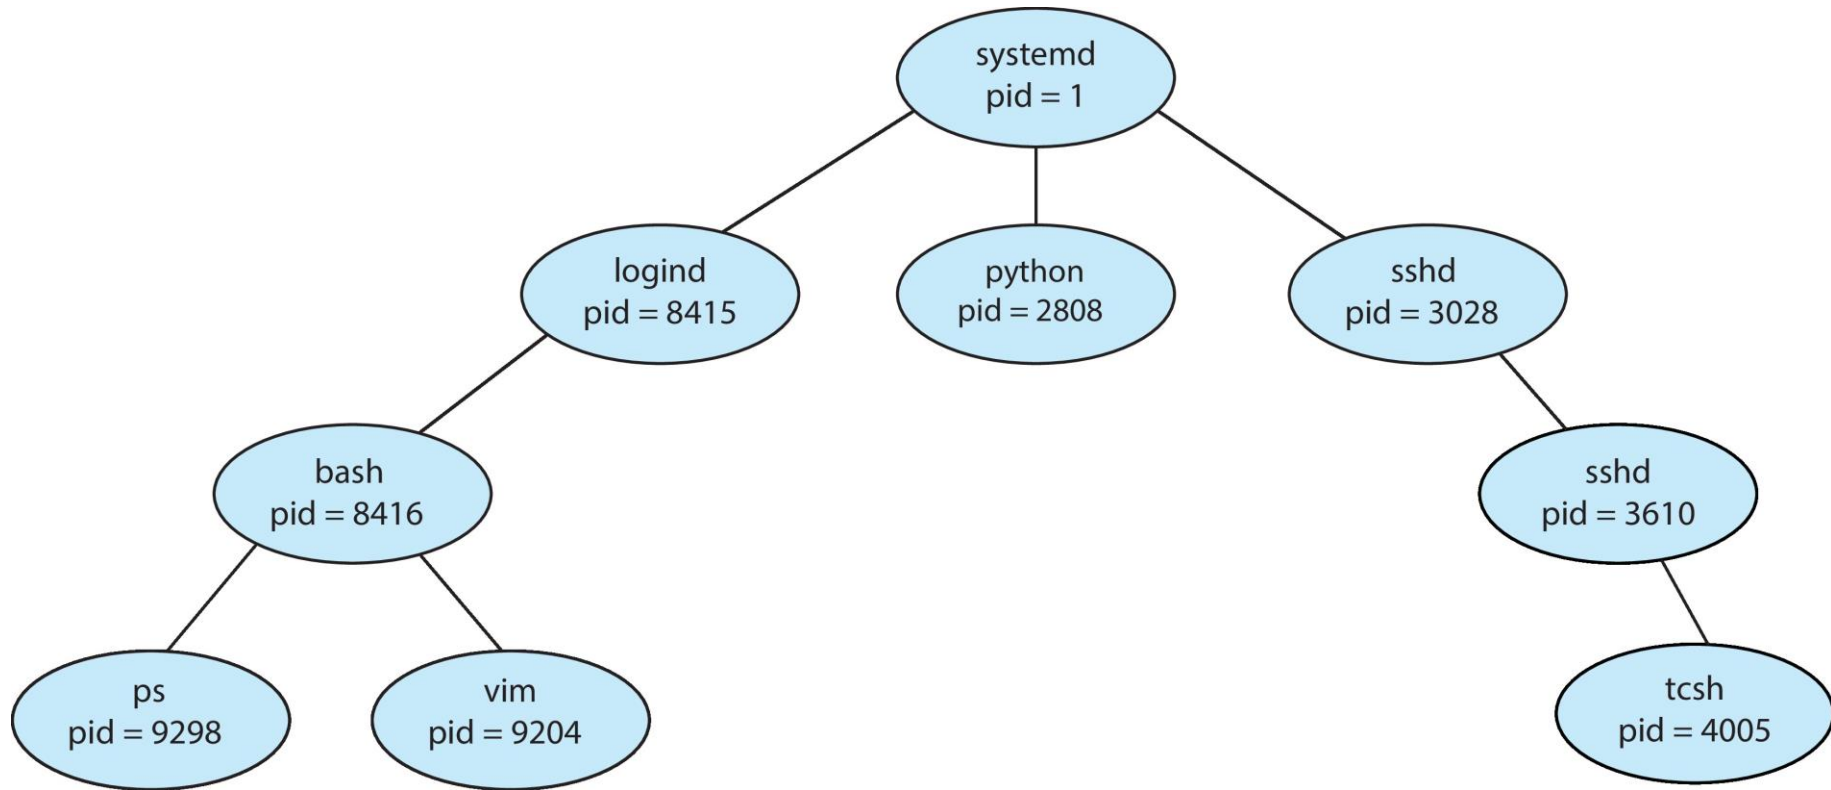 systemd
pid = 1
logind
pid = 8415
python
pid = 2808
sshd
pid = 3028
bash
pid = 8416
sshd
pid = 3610
ps
pid = 9298
vim
pid = 9204
tcsh
pid = 4005